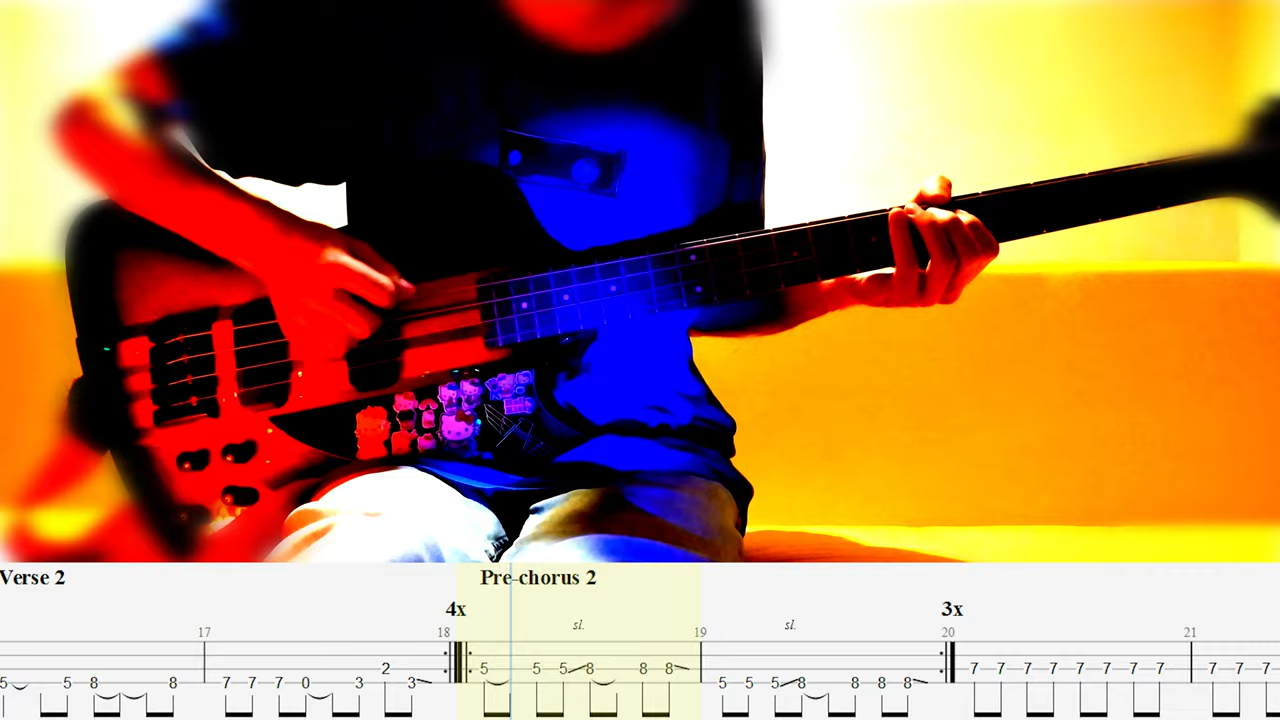 Verse 2 Pre-chorus 2
4x 3x
17 18 sl. 19 sl. 20 21
2
5 5 5 8 8 8 7 7 7 7 7 7 7 7 7 7 7
5 5 8 8 7 7 7 0 3 3 5 5 5 8 8 8 8